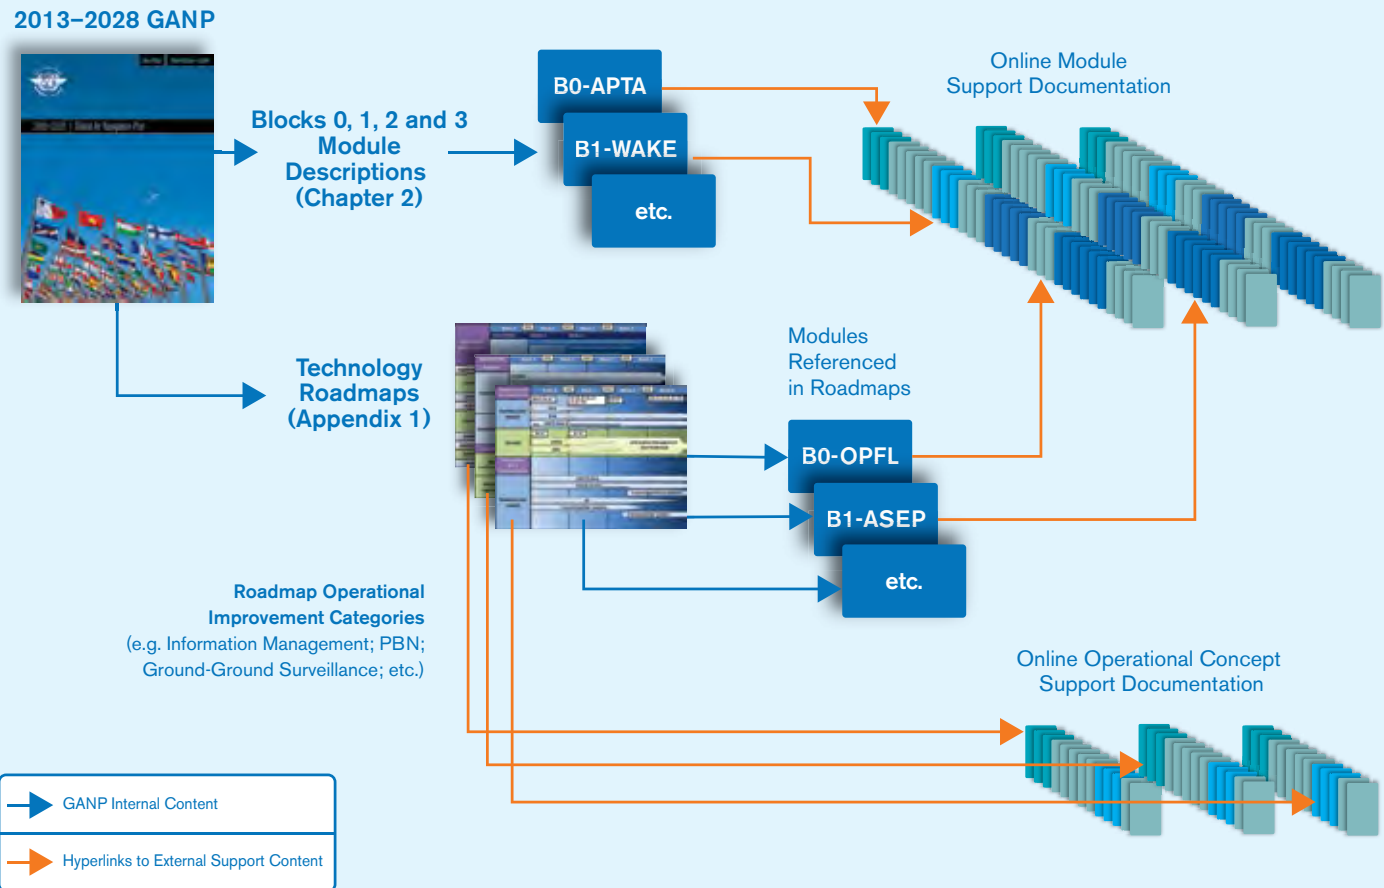 2013–2028 GANP
Blocks 0, 1, 2 and 3
Module
Descriptions
(Chapter 2)
B0-APTA
B1-WAKE
etc.
Online Module
Support Documentation
Technology
Roadmaps
(Appendix 1)
Modules
Referenced
in Roadmaps
B0-OPFL
B1-ASEP
etc.
Roadmap Operational
Improvement Categories
(e.g. Information Management; PBN;
Ground-Ground Surveillance; etc.)
Online Operational Concept
Support Documentation
GANP Internal Content
Hyperlinks to External Support Content